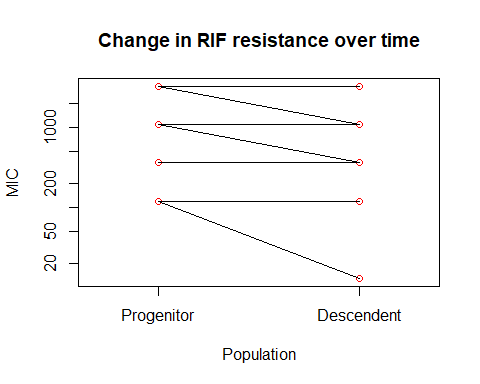 Change in RIF resistance over time
MIC
1000
200
50
20
Progenitor
Descendent
Population